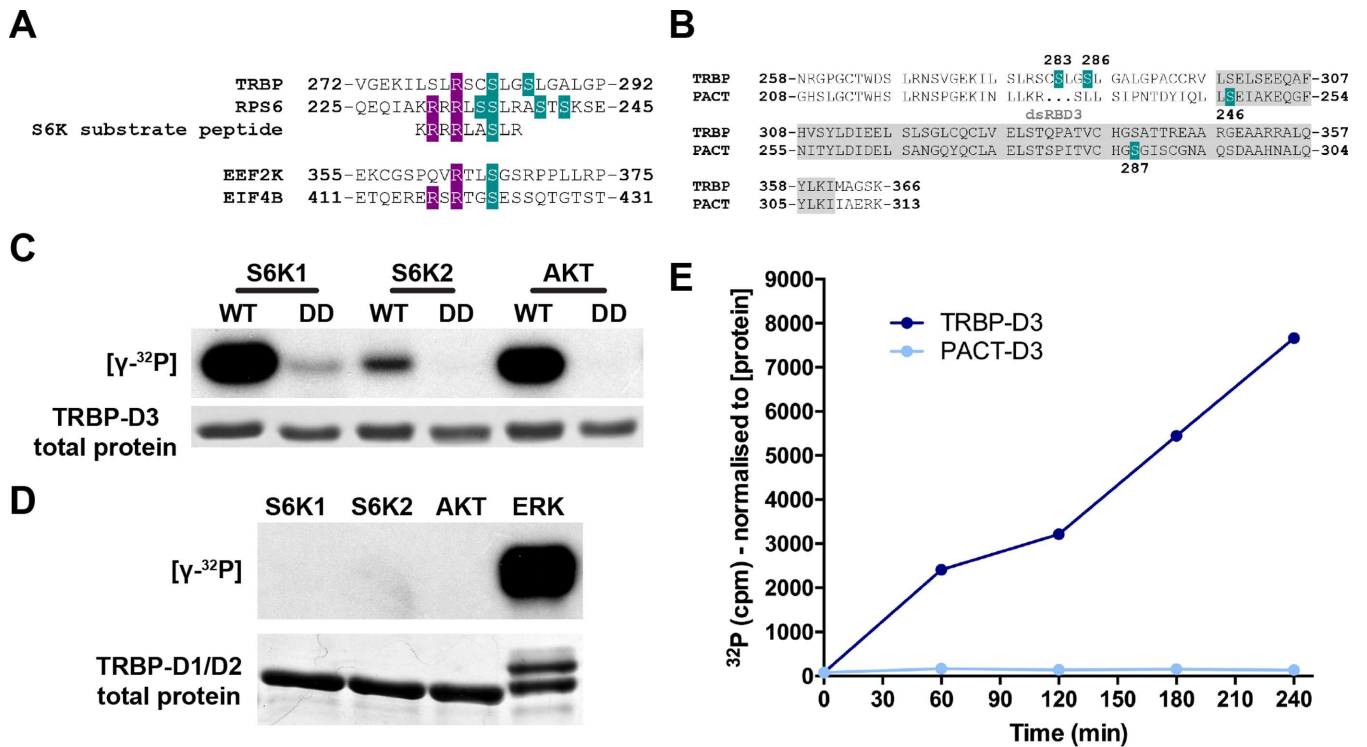 A
TRBP 272-VGEKILSLRSCSLGSLGALGP-292
RPS6 225-QEQIAKRRRLSSLRASTSKSE-245
S6K substrate peptide KRRRLASLR
EEF2K 355-EKCGSPQVRTLSGSRPPLLRP-375
EIF4B 411-ETQERERSRTGSESSQTGTST-431
B
283 286
TRBP 258-NRGPGCTWDS LRNSVGEKIL SLRSCSLGSL GALGPACCRV LSELSEEQAF-307
PACT 208-GHSLGCTWHS LRNSPGEKIN LLKR...SLL SIPNTDYIQL LSEIAKEQGF-254
dsRBD3 246
TRBP 308-HVSYLDIEEL SLSGLCQCLV ELSTQPATVC HGSATTREAA RGEAARRALQ-357
PACT 255-NITYLDIDEL SANGQYQCLA ELSTSPITVC HGSGISCGNA QSDAAHNALQ-304
287
TRBP 358-YLKIMAGSK-366
PACT 305-YLKIIAERK-313
C
S6K1 S6K2 AKT
WT DD WT DD WT DD
[γ-³²P]
TRBP-D3
total protein
D
S6K1 S6K2 AKT ERK
[γ-³²P]
TRBP-D1/D2
total protein
E
TRBP-D3
PACT-D3
³²P (cpm) - normalised to [protein]
9000
8000
7000
6000
5000
4000
3000
2000
1000
0
0 30 60 90 120 150 180 210 240
Time (min)